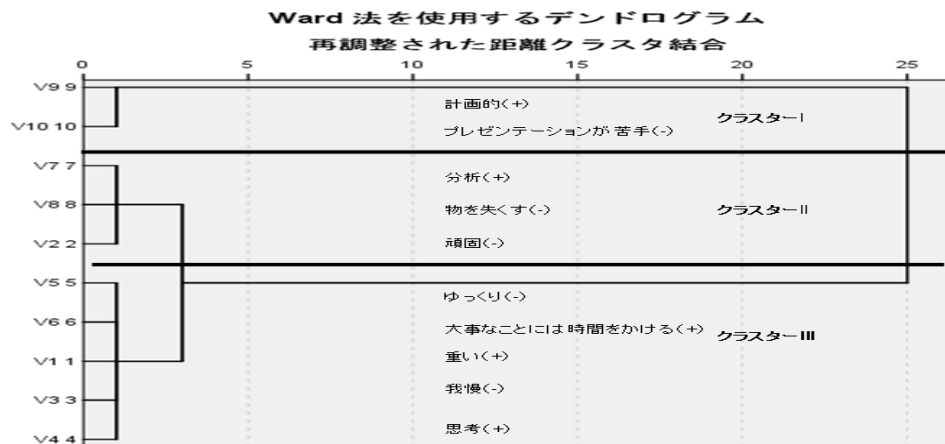 Ward 法を使用するデンドログラム
再調整された距離クラスタ結合
0 5 10 15 20 25
V9 9
計画的(+)
クラスターⅠ
V10 10
プレゼンテーションが 苦手(-)
V7 7
分析(+)
V8 8
物を失くす(-)
クラスターⅡ
V2 2
頑固(-)
V5 5
ゆっくり(-)
V6 6
大事なことには 時間をかける(+)
クラスターⅢ
V1 1
重い(+)
V3 3
我慢(-)
V4 4
思考(+)